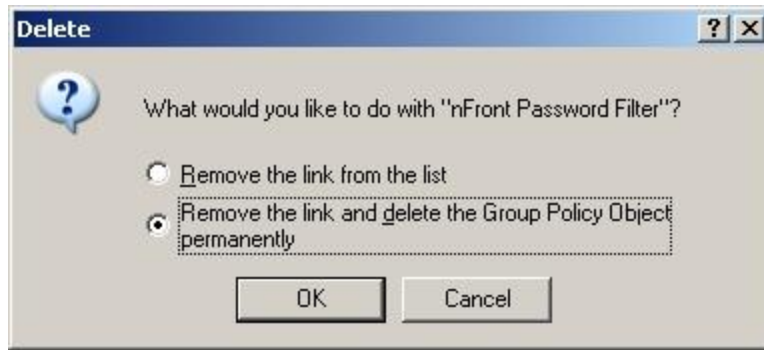 Delete
What would you like to do with "nFront Password Filter"?
Remove the link from the list
Remove the link and delete the Group Policy Object
permanently
OK
Cancel